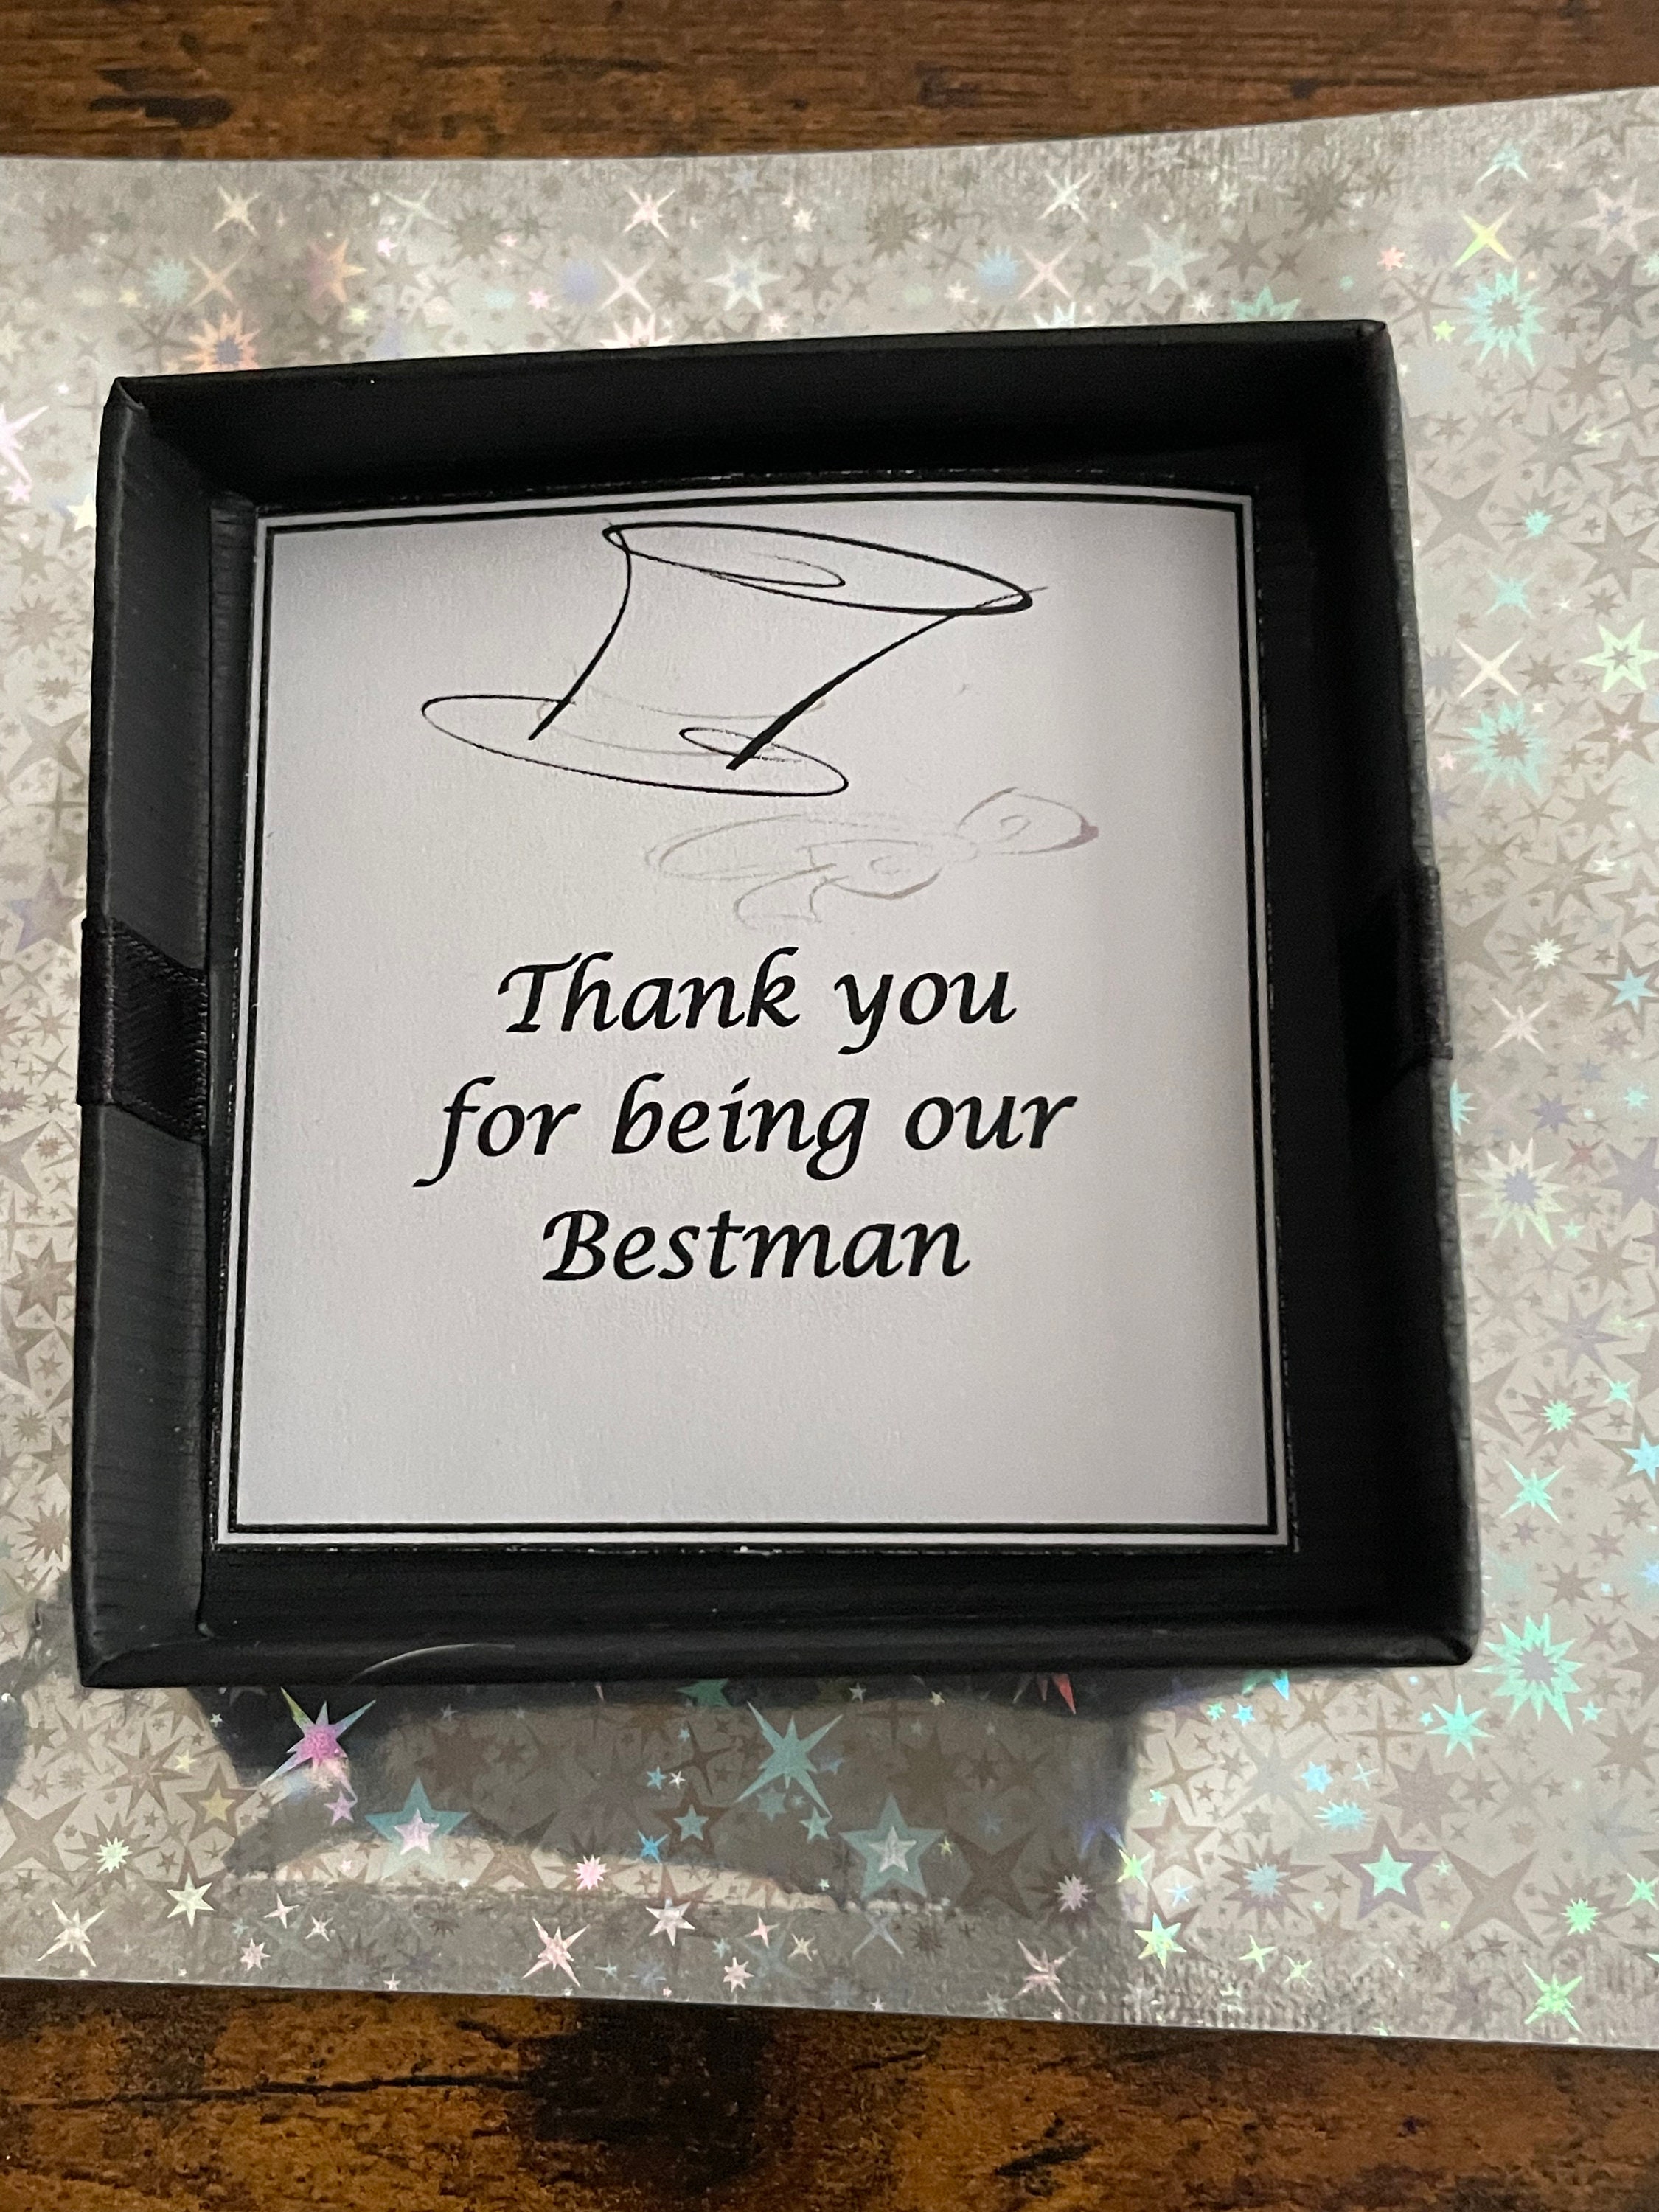 Thank you
for being our
Bestman